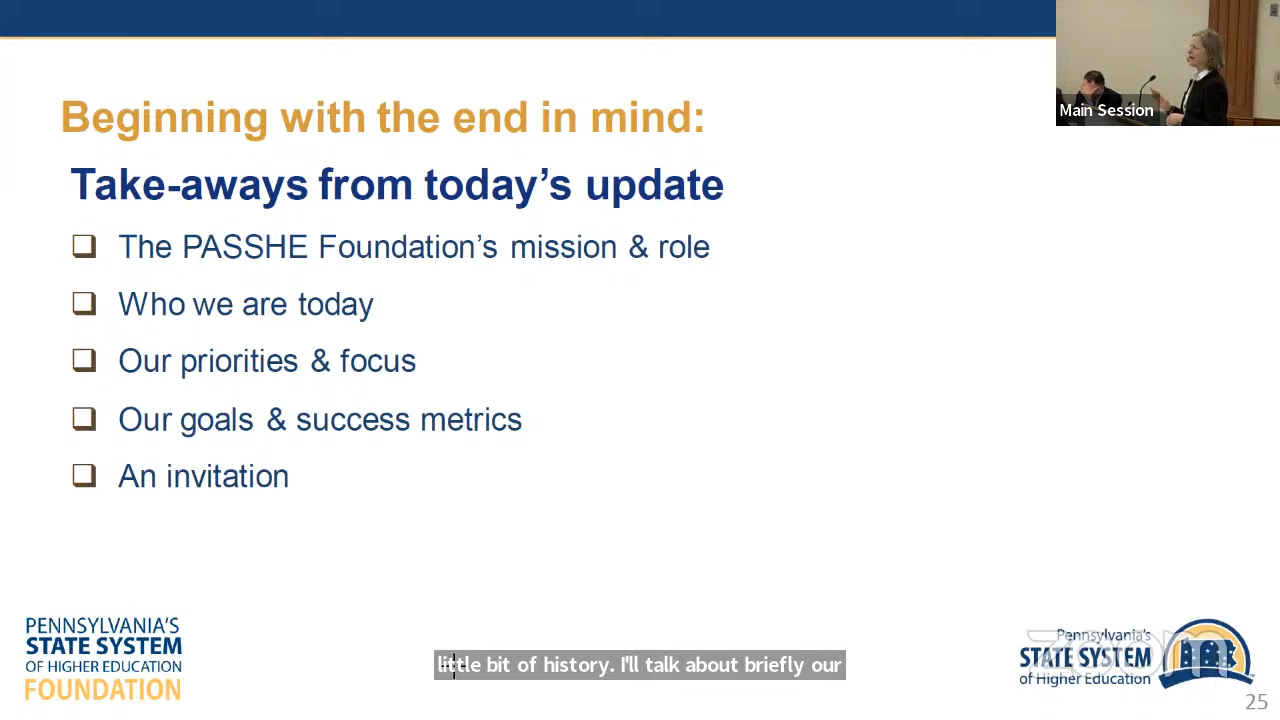 Main Session
Beginning with the end in mind:
Take-aways from today's update
The PASSHE Foundation's mission & role
Who we are today
Our priorities & focus
Our goals & success metrics
An invitation
PENNSYLVANIA'S
STATE SYSTEM
OF HIGHER EDUCATION
FOUNDATION
little bit of history. I'll talk about briefly our
zoom
Pennsylvania's
STATE SYSTEM
of Higher Education
25